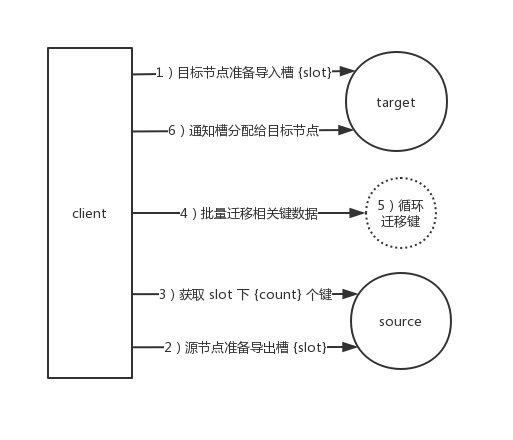 1）目标节点准备导入槽 {slot}
target
6）通知槽分配给目标节点
client
4）批量迁移相关键数据
5）循环
迁移键
3）获取 slot 下 {count} 个键
source
2）源节点准备导出槽 {slot}